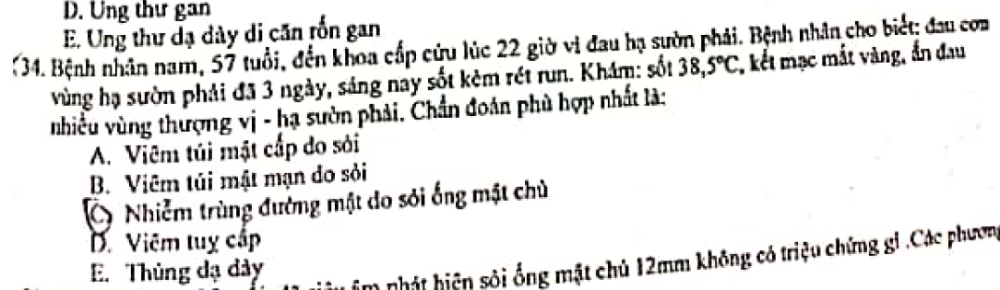 D. Ung thư gan
E. Ung thư dạ dày di căn rốn gan
34. Bệnh nhân nam, 57 tuổi, đến khoa cấp cứu lúc 22 giờ vì đau hạ sườn phải. Bệnh nhân cho biết: đau cơn
vùng hạ sườn phải đã 3 ngày, sáng nay sốt kèm rét run. Khám: sốt 38,5°C, kết mạc mắt vàng, ấn đau
nhiều vùng thượng vị - hạ sườn phải. Chẩn đoán phù hợp nhất là:
A. Viêm túi mật cấp do sỏi
B. Viêm túi mật mạn do sỏi
C Nhiễm trùng đường mật do sỏi ống mật chủ
D. Viêm tuỵ cấp
E. Thủng dạ dày
phát hiện sỏi ống mật chủ 12mm không có triệu chứng gì .Các phương